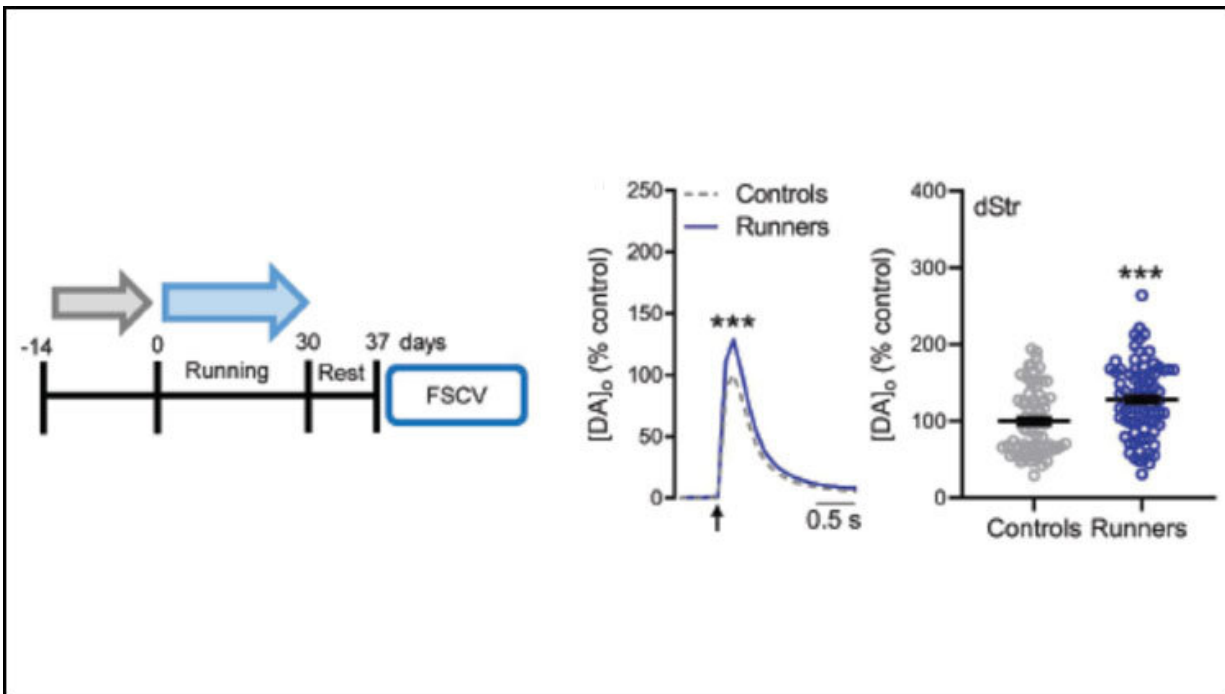 -14 0 30 37 days
Running Rest
FSCV
[DA]o (% control)
250
200
150
100
50
0
Controls
Runners
***
0.5 s
[DA]o (% control)
400
300
200
100
0
dStr
***
Controls Runners